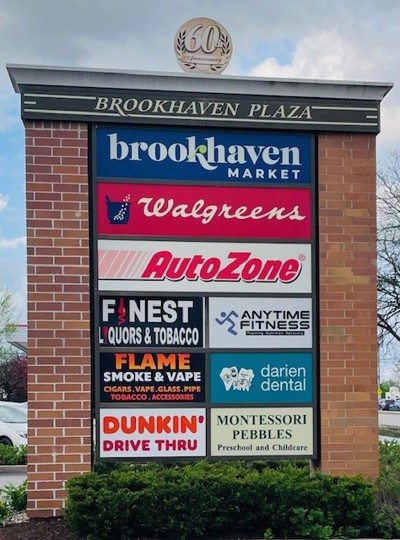 60th
Anniversary
BROOKHAVEN PLAZA
brookhaven
MARKET
Walgreens
AutoZone®
FINEST
LIQUORS & TOBACCO
ANYTIME
FITNESS
FLAME
SMOKE & VAPE
CIGARS.VAPE.GLASS.PIPE
TOBACCO . ACCESSORIES
darien
dental
DUNKIN'
DRIVE THRU
MONTESSORI
PEBBLES
Preschool and Childcare